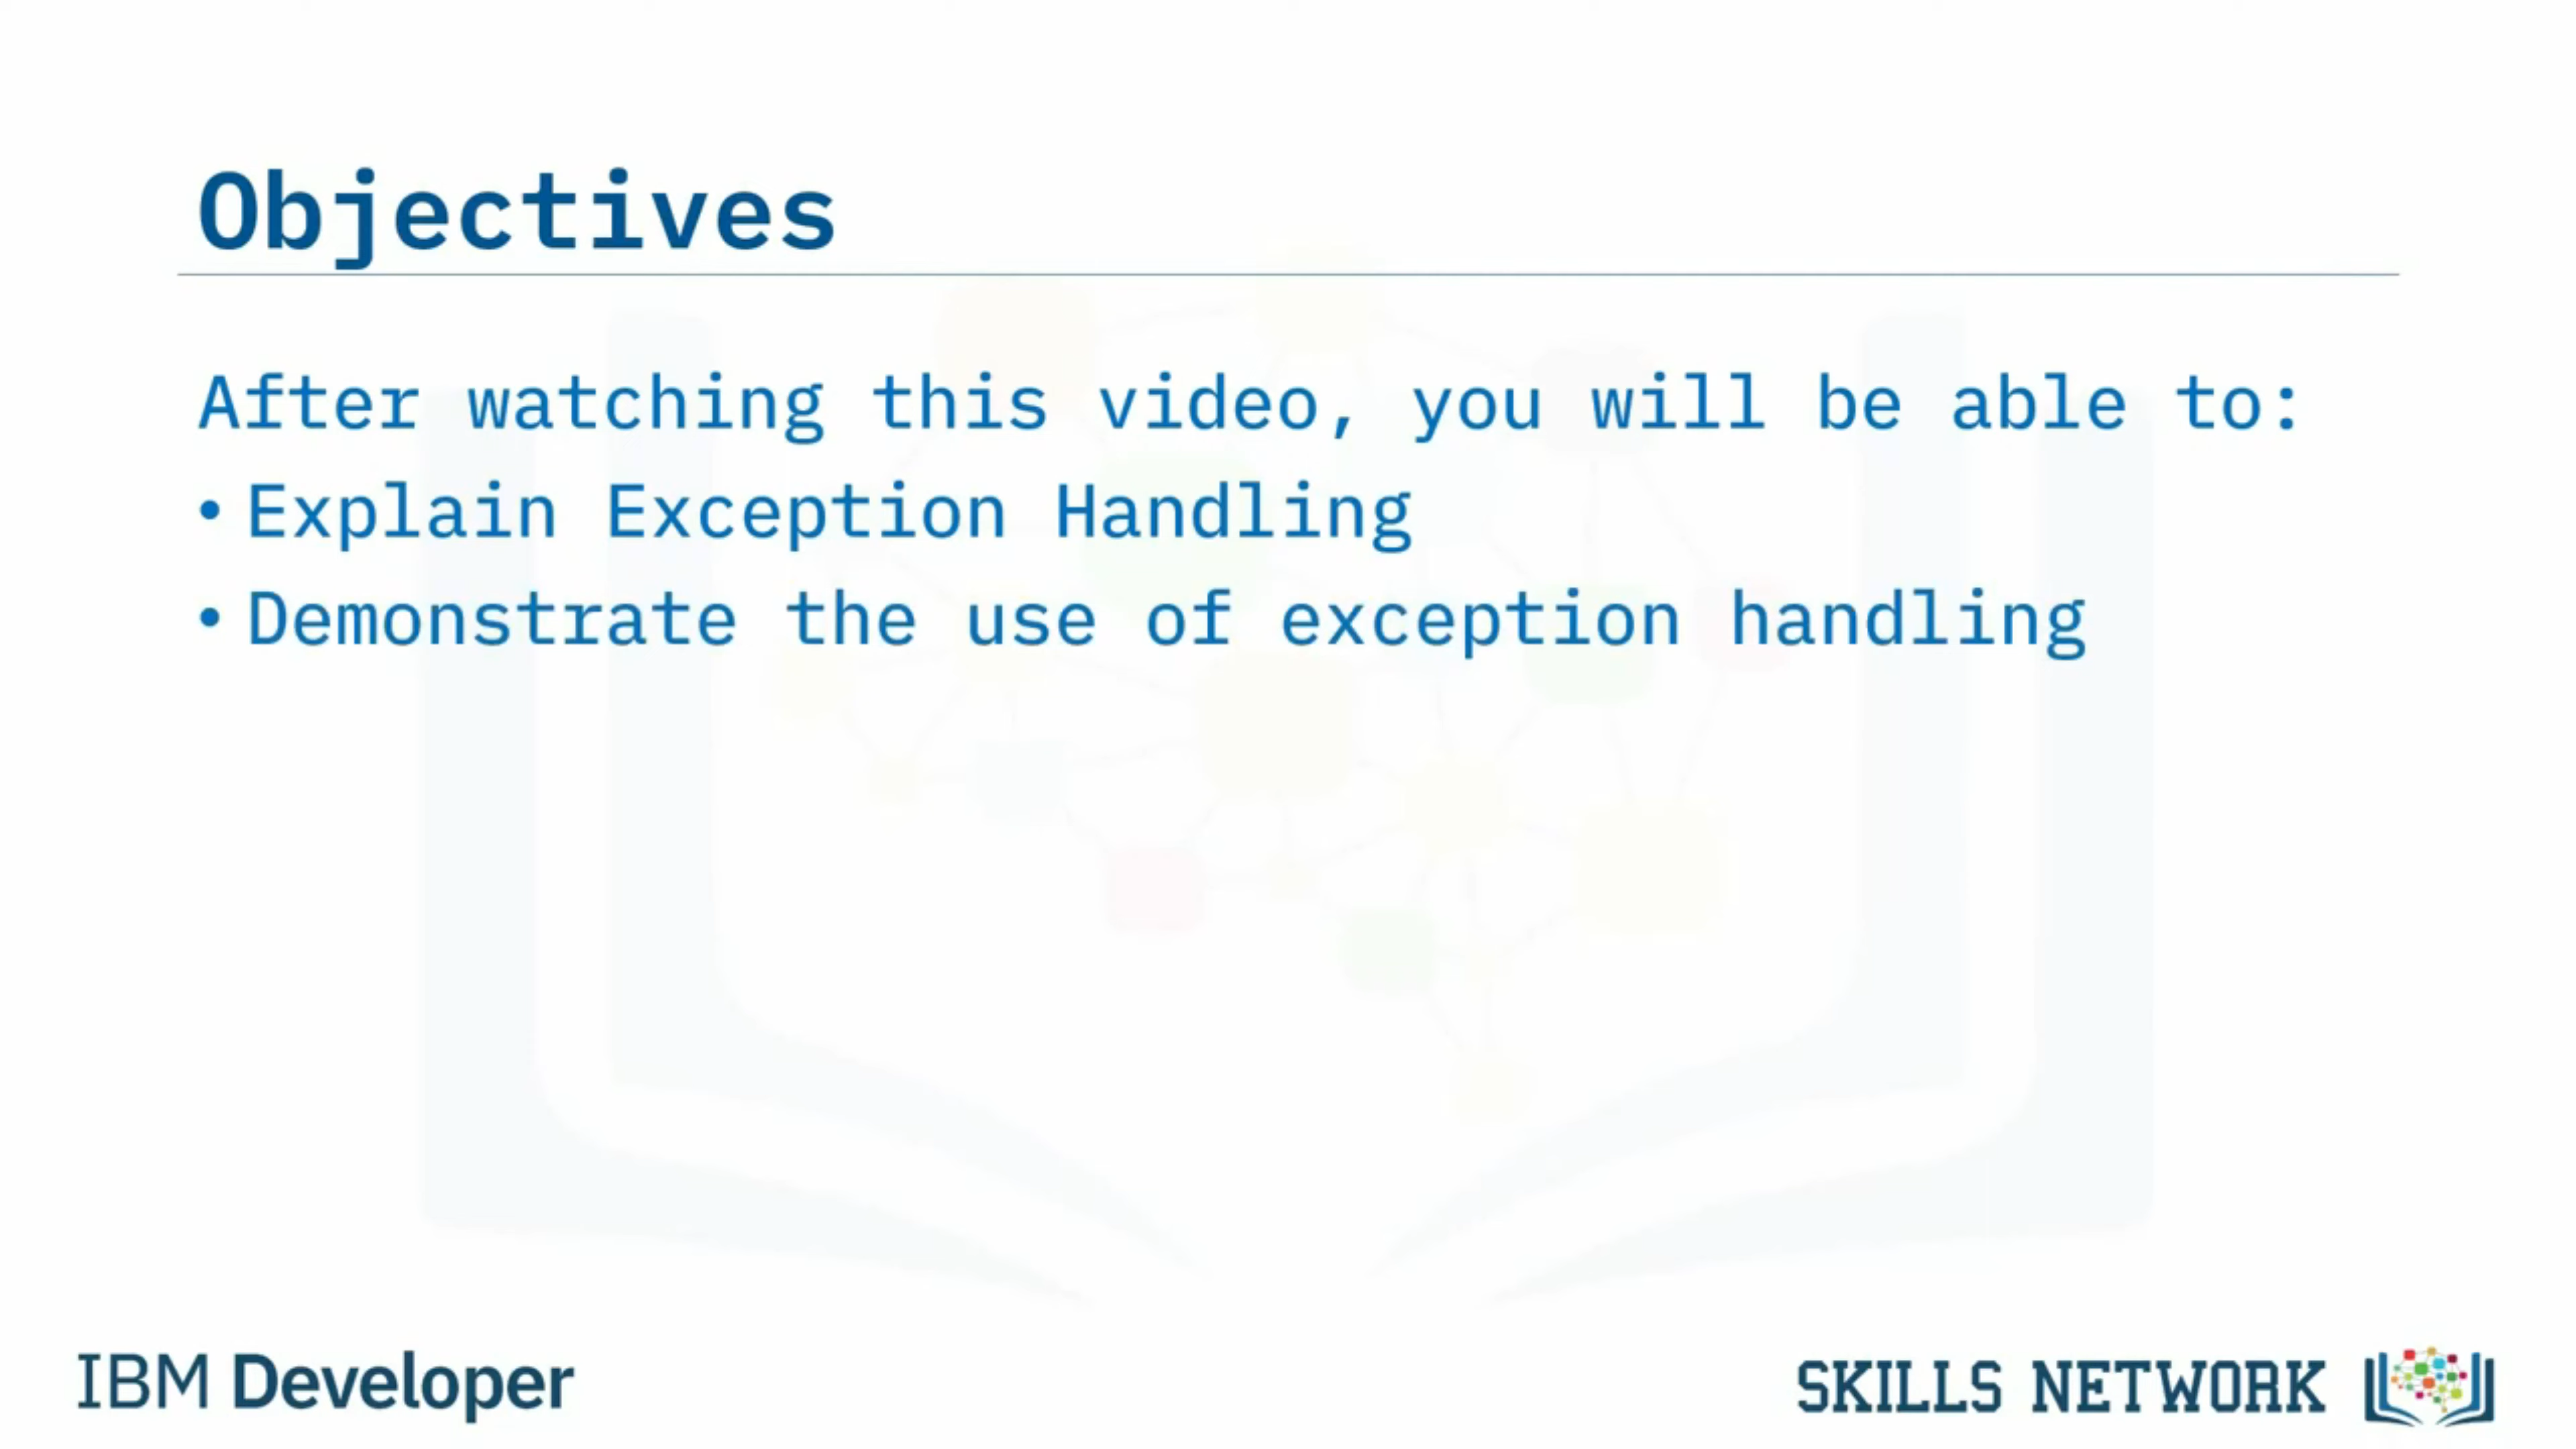 Objectives
After watching this video, you will be able to:
• Explain Exception Handling
• Demonstrate the use of exception handling
IBM Developer
SKILLS NETWORK